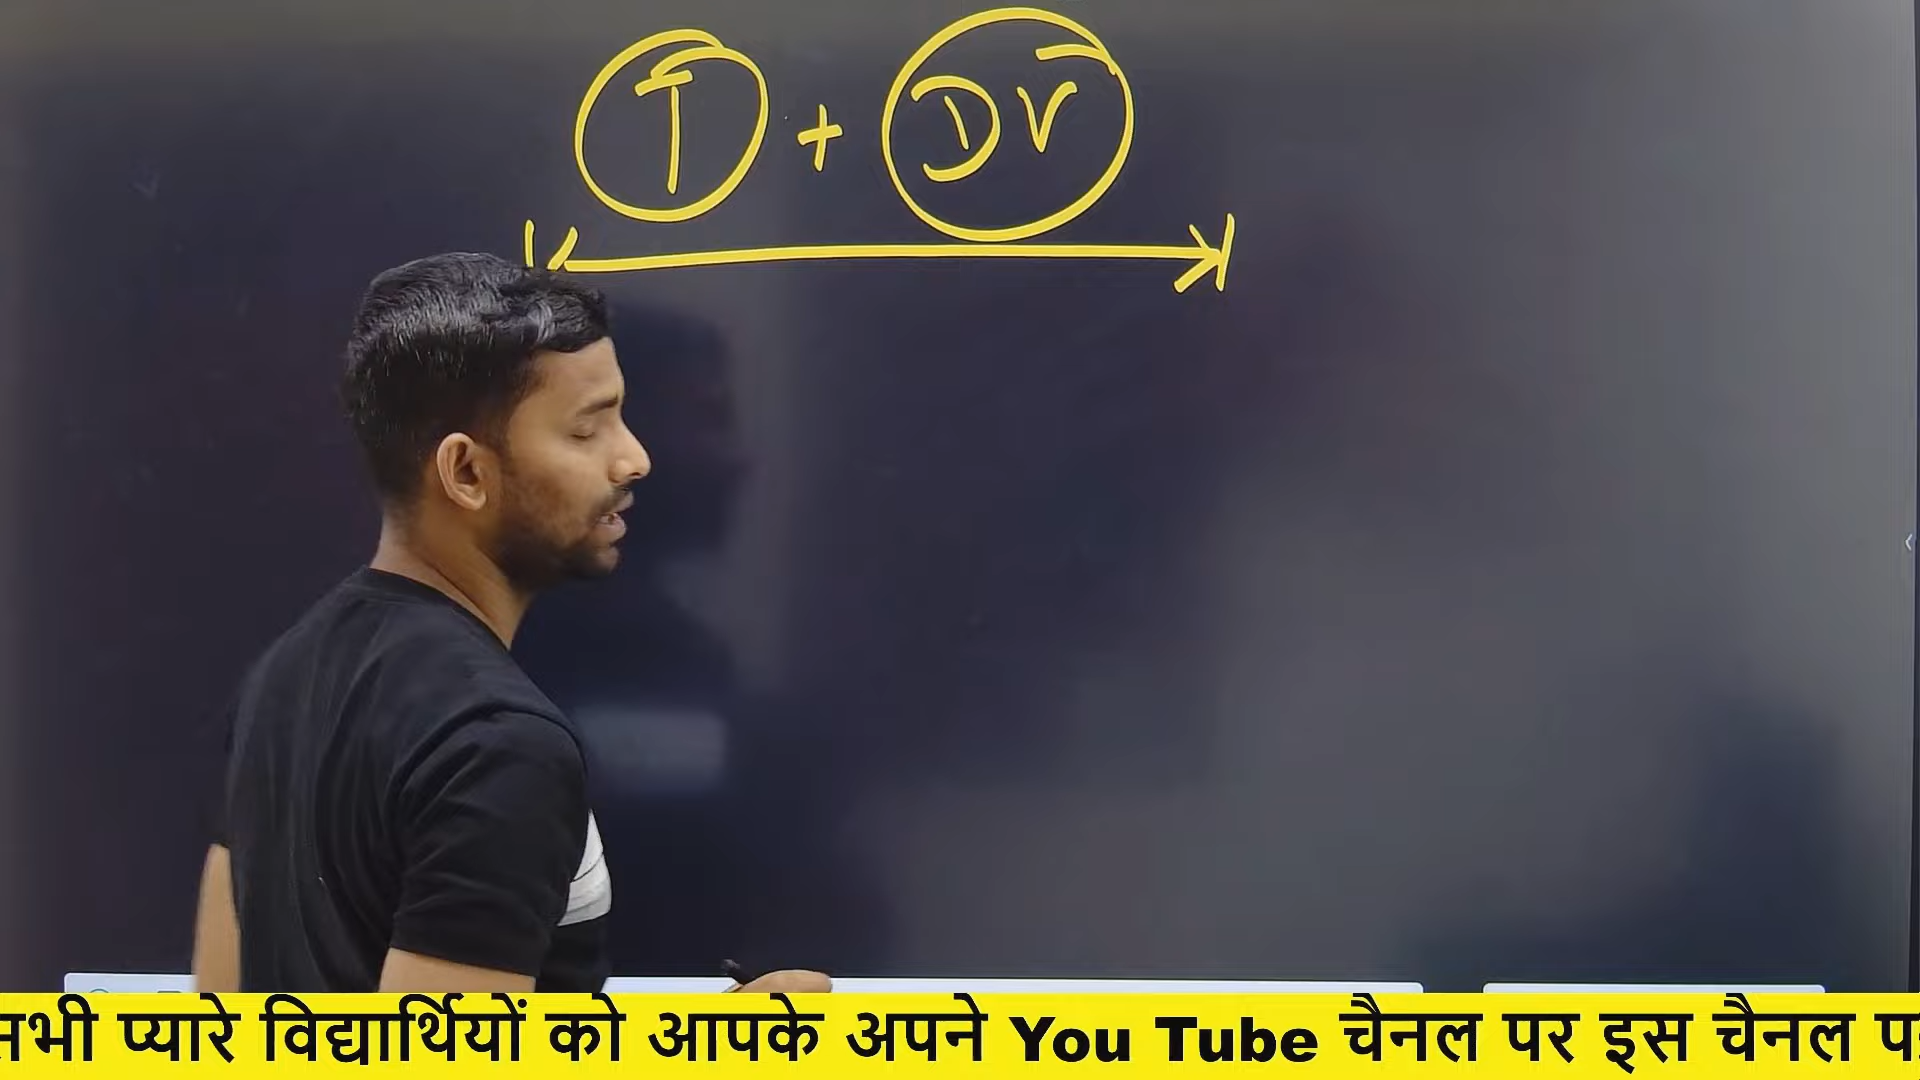 T + DV
सभी प्यारे विद्यार्थियों को आपके अपने You Tube चैनल पर इस चैनल